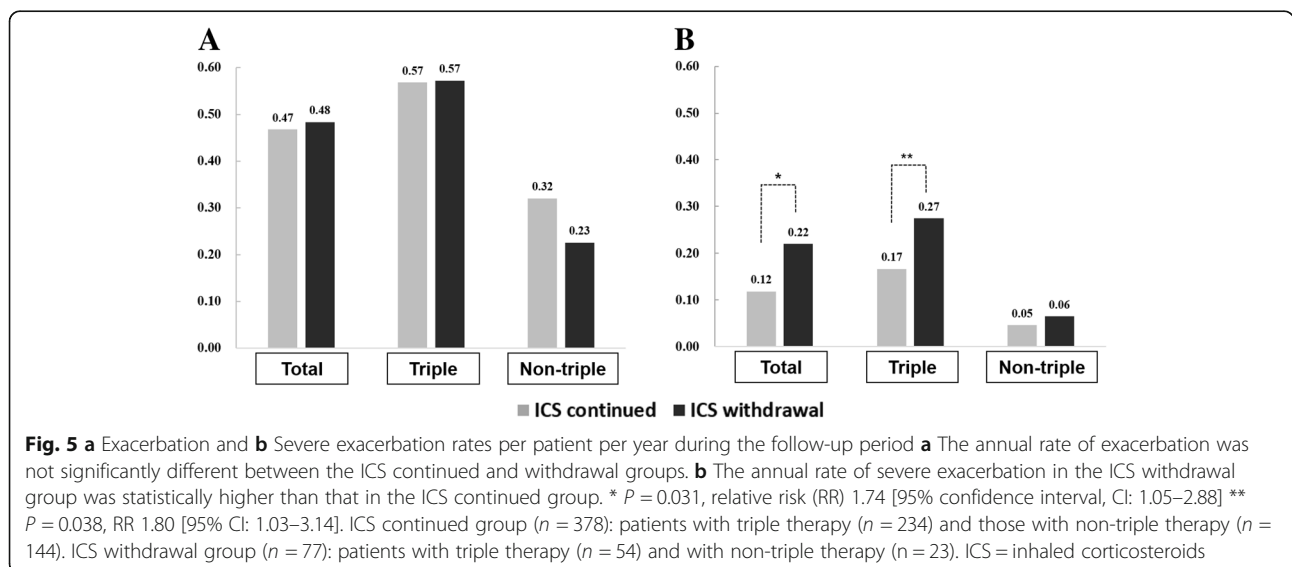 A
B
0.60
0.50
0.40
0.30
0.20
0.10
0.00
0.47
0.48
0.57
0.57
0.32
0.23
Total
Triple
Non-triple
0.60
0.50
0.40
0.30
0.20
0.10
0.00
*
**
0.12
0.22
0.17
0.27
0.05
0.06
Total
Triple
Non-triple
ICS continued
ICS withdrawal
Fig. 5 a Exacerbation and b Severe exacerbation rates per patient per year during the follow-up period a The annual rate of exacerbation was
not significantly different between the ICS continued and withdrawal groups. b The annual rate of severe exacerbation in the ICS withdrawal
group was statistically higher than that in the ICS continued group. * P = 0.031, relative risk (RR) 1.74 [95% confidence interval, CI: 1.05–2.88] **
P = 0.038, RR 1.80 [95% CI: 1.03–3.14]. ICS continued group (n = 378): patients with triple therapy (n = 234) and those with non-triple therapy (n =
144). ICS withdrawal group (n = 77): patients with triple therapy (n = 54) and with non-triple therapy (n = 23). ICS = inhaled corticosteroids